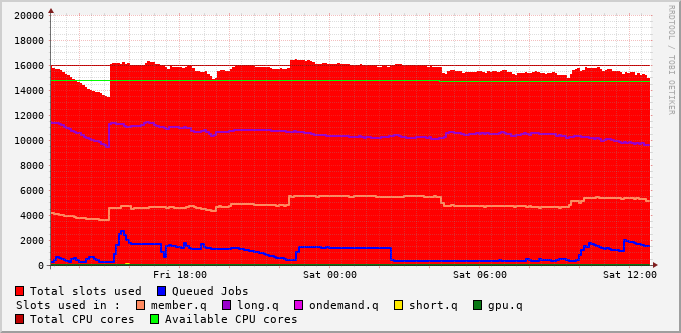 RRDTOOL / TOBI OETIKER
20000
18000
16000
14000
12000
10000
8000
6000
4000
2000
0
Fri 18:00 Sat 00:00 Sat 06:00 Sat 12:00
Total slots used Queued Jobs
Slots used in : member.q long.q ondemand.q short.q gpu.q
Total CPU cores Available CPU cores